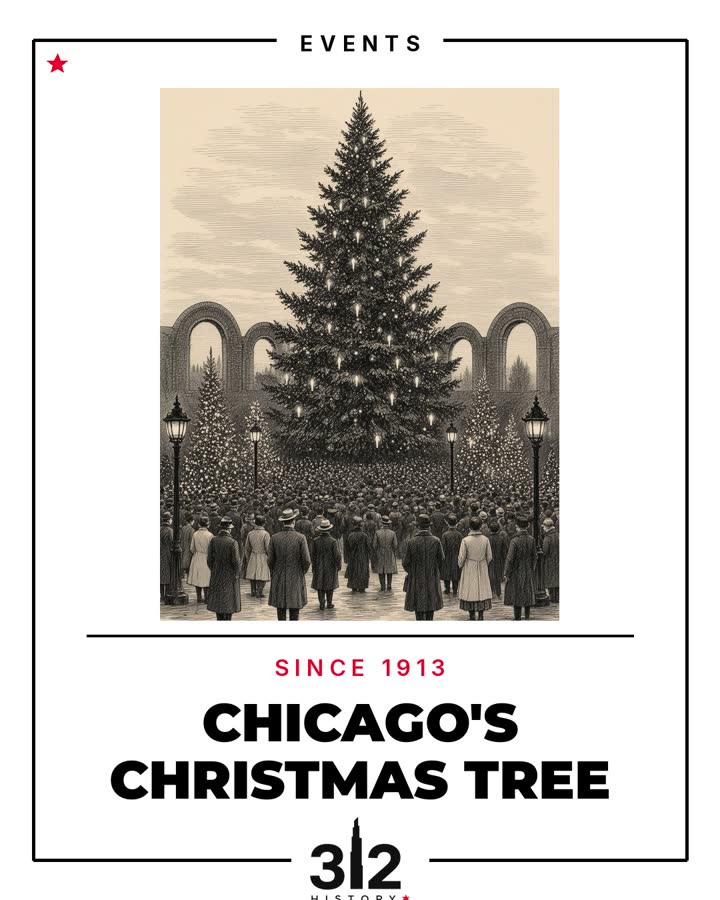 EVENTS
SINCE 1913
CHICAGO'S
CHRISTMAS TREE
312
HISTORY